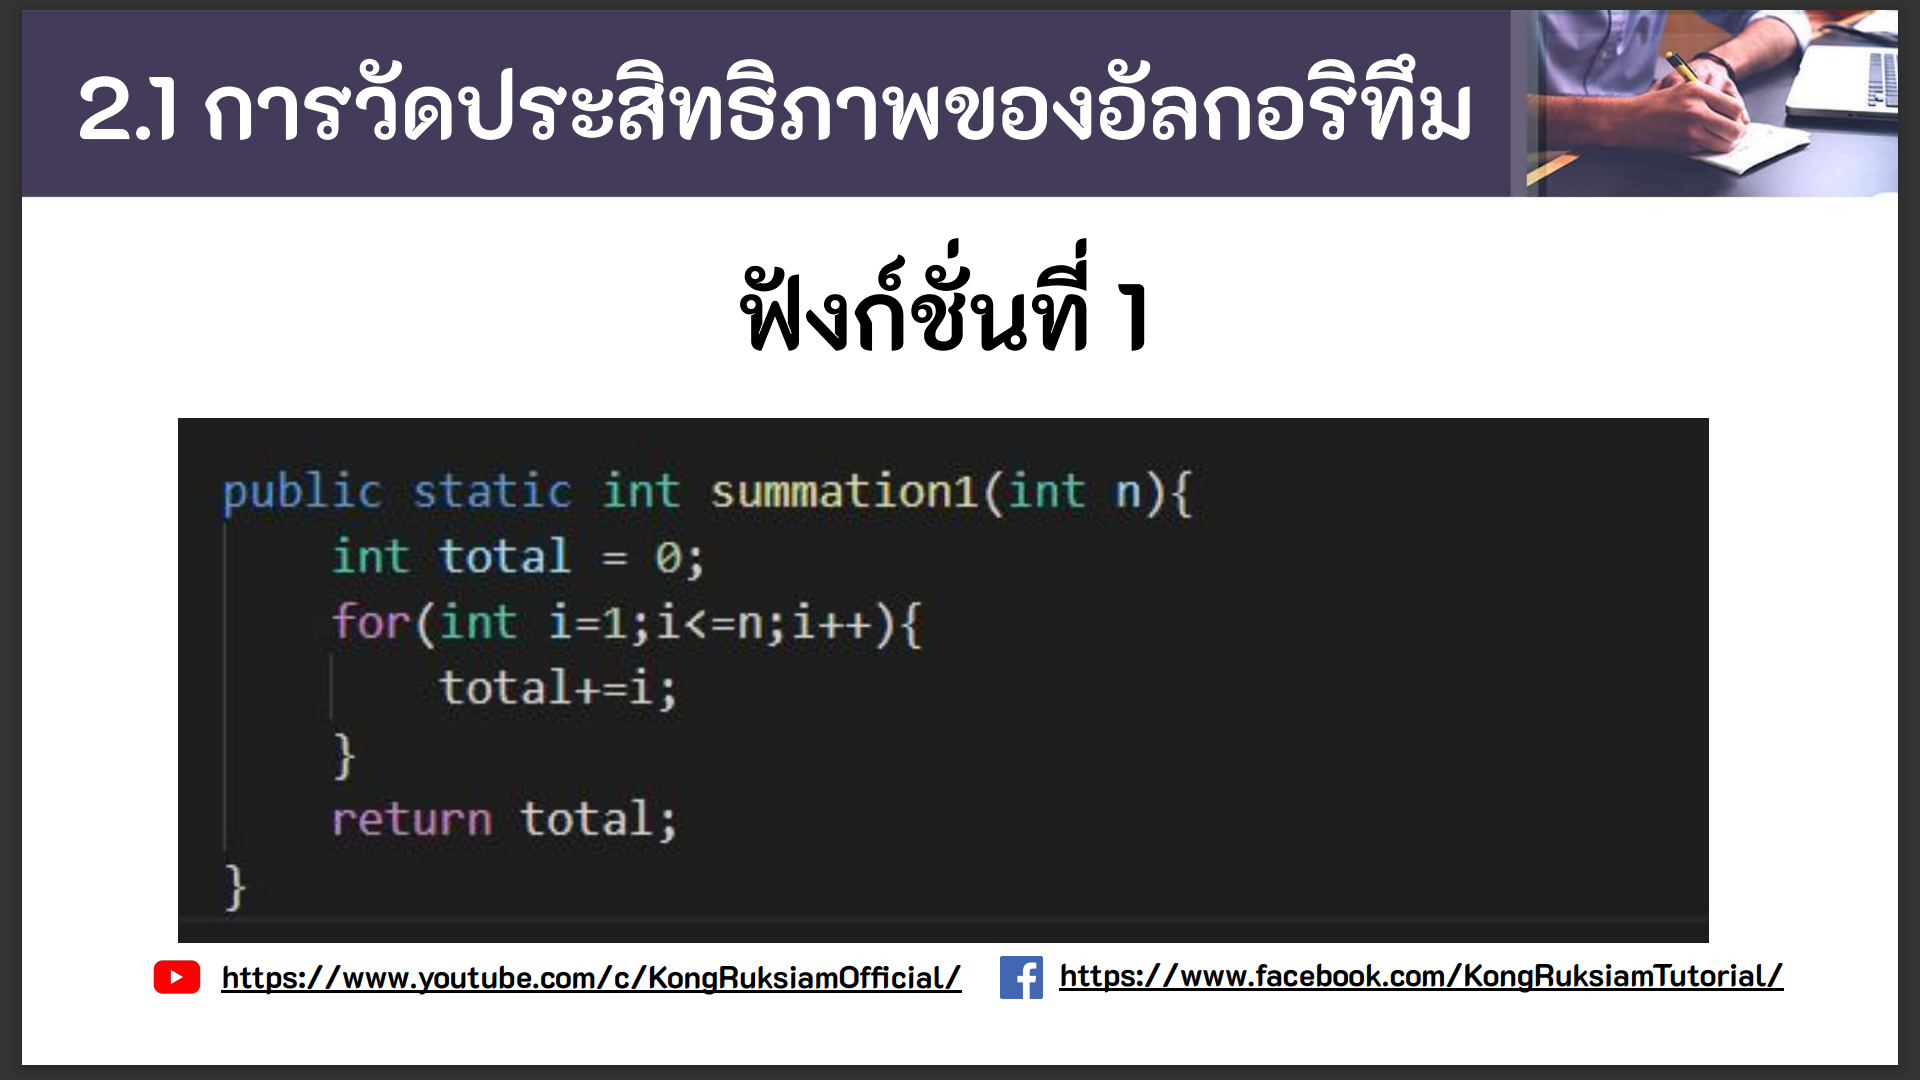 2.1 การวัดประสิทธิภาพของอัลกอริทึม
ฟังก์ชั่นที่ 1
public static int summation1(int n){
    int total = 0;
    for(int i=1;i<=n;i++){
        total+=i;
    }
    return total;
}
https://www.youtube.com/c/KongRuksiamOfficial/ https://www.facebook.com/KongRuksiamTutorial/